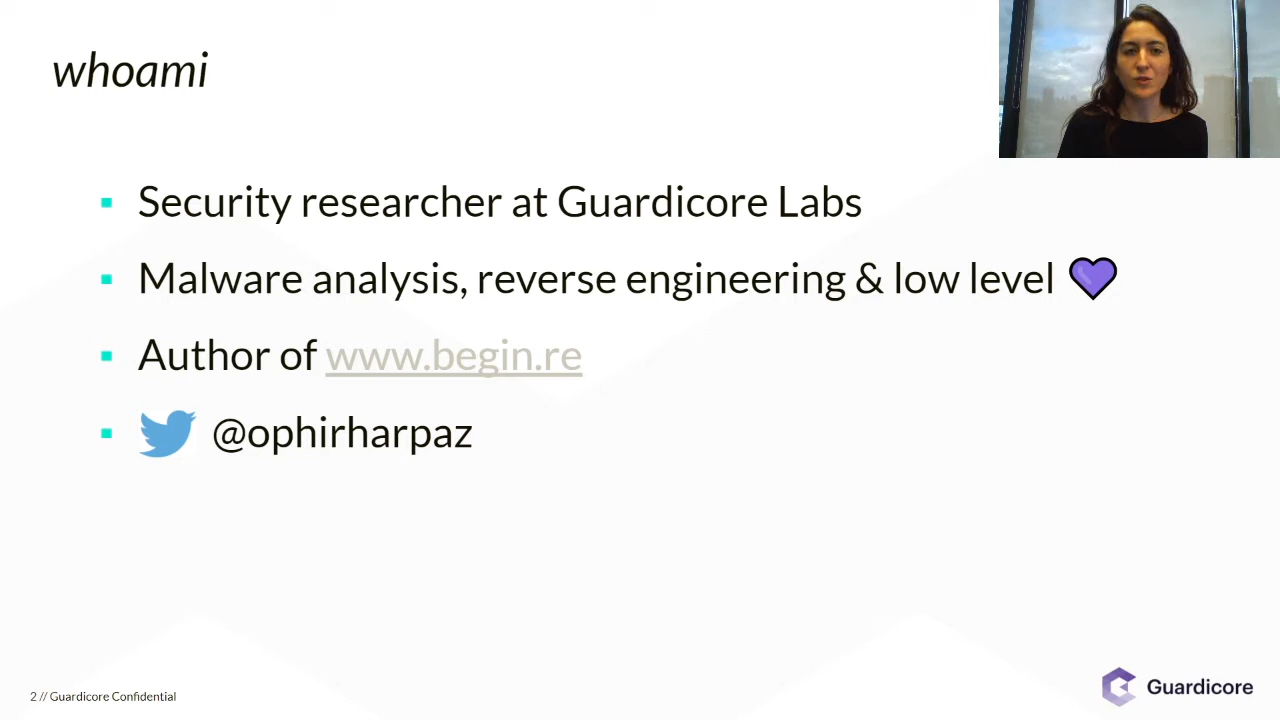 whoami
Security researcher at Guardicore Labs
Malware analysis, reverse engineering & low level 💜
Author of www.begin.re
@ophirharpaz
2 // Guardicore Confidential
Guardicore